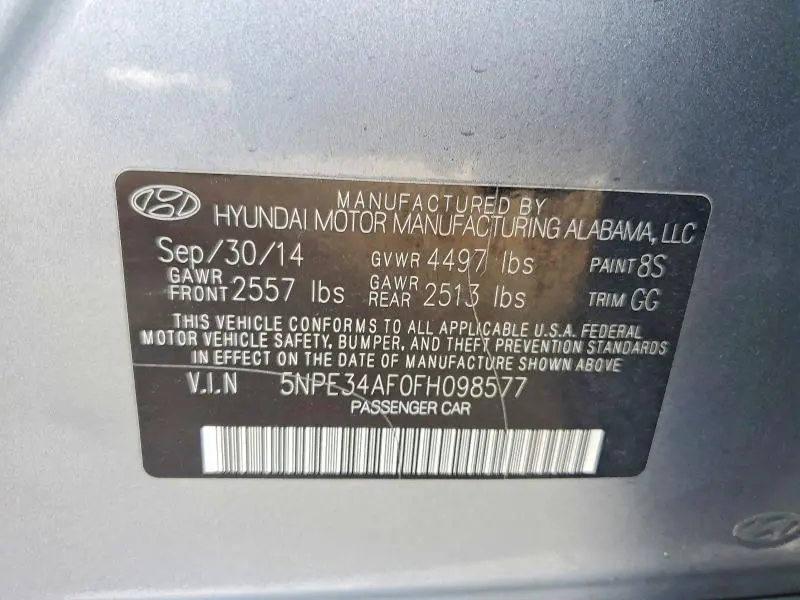 MANUFACTURED BY
HYUNDAI MOTOR MANUFACTURING ALABAMA, LLC
Sep/30/14 GVWR 4497 lbs PAINT 8S
GAWR FRONT 2557 lbs GAWR REAR 2513 lbs TRIM GG
THIS VEHICLE CONFORMS TO ALL APPLICABLE U.S.A. FEDERAL
MOTOR VEHICLE SAFETY, BUMPER, AND THEFT PREVENTION STANDARDS
IN EFFECT ON THE DATE OF MANUFACTURE SHOWN ABOVE
V.I.N 5NPE34AF0FH098577
PASSENGER CAR